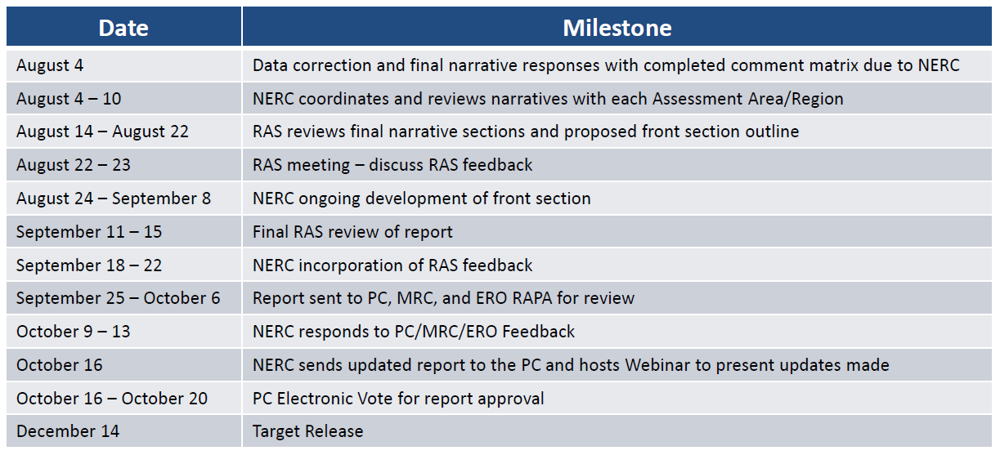 Date Milestone
August 4 Data correction and final narrative responses with completed comment matrix due to NERC
August 4 – 10 NERC coordinates and reviews narratives with each Assessment Area/Region
August 14 – August 22 RAS reviews final narrative sections and proposed front section outline
August 22 – 23 RAS meeting – discuss RAS feedback
August 24 – September 8 NERC ongoing development of front section
September 11 – 15 Final RAS review of report
September 18 – 22 NERC incorporation of RAS feedback
September 25 – October 6 Report sent to PC, MRC, and ERO RAPA for review
October 9 – 13 NERC responds to PC/MRC/ERO Feedback
October 16 NERC sends updated report to the PC and hosts Webinar to present updates made
October 16 – October 20 PC Electronic Vote for report approval
December 14 Target Release